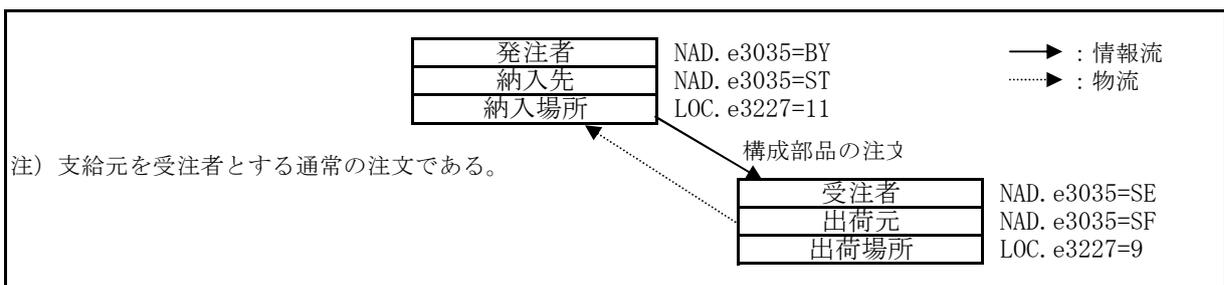 発注者 NAD.e3035=BY ――▶ : 情報流
納入先 NAD.e3035=ST ┈┈▶ : 物流
納入場所 LOC.e3227=11
構成部品の注文
注) 支給元を受注者とする通常の注文である。
受注者 NAD.e3035=SE
出荷元 NAD.e3035=SF
出荷場所 LOC.e3227=9